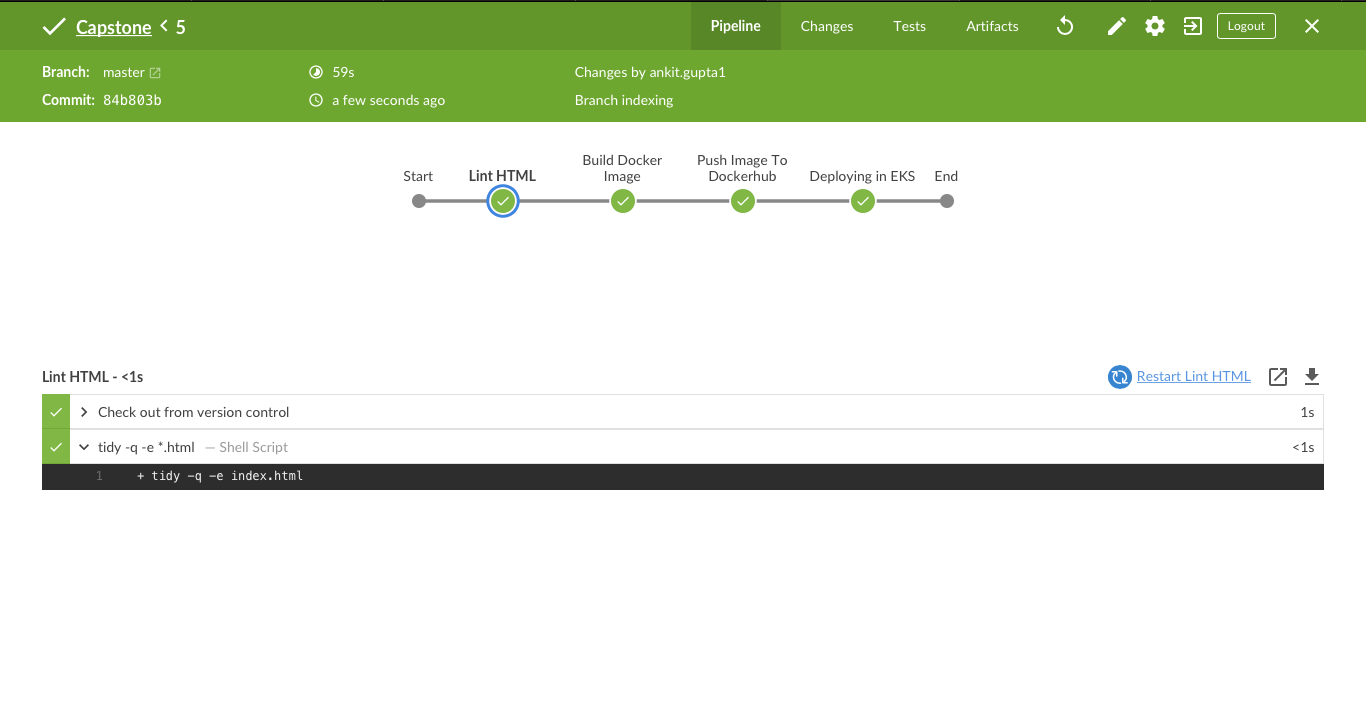 Capstone < 5
Pipeline Changes Tests Artifacts Logout
Branch: master 59s Changes by ankit.gupta1
Commit: 84b803b a few seconds ago Branch indexing
Start
Lint HTML
Build Docker
Image
Push Image To
Dockerhub
Deploying in EKS
End
Lint HTML - <1s Restart Lint HTML
Check out from version control 1s
tidy -q -e *.html — Shell Script <1s
1 + tidy -q -e index.html